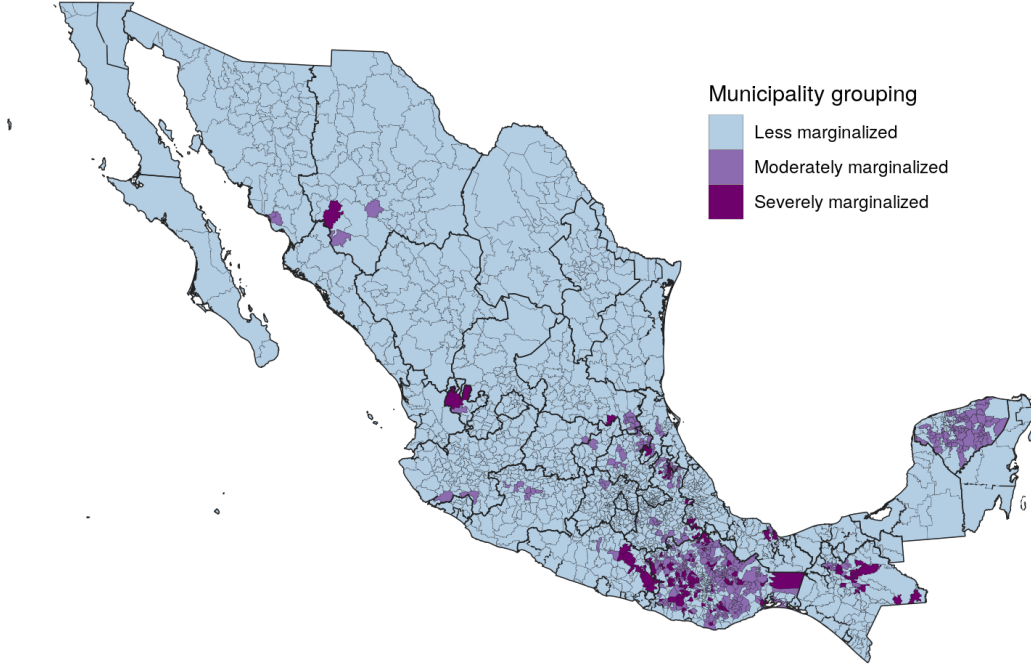 Municipality grouping
Less marginalized
Moderately marginalized
Severely marginalized